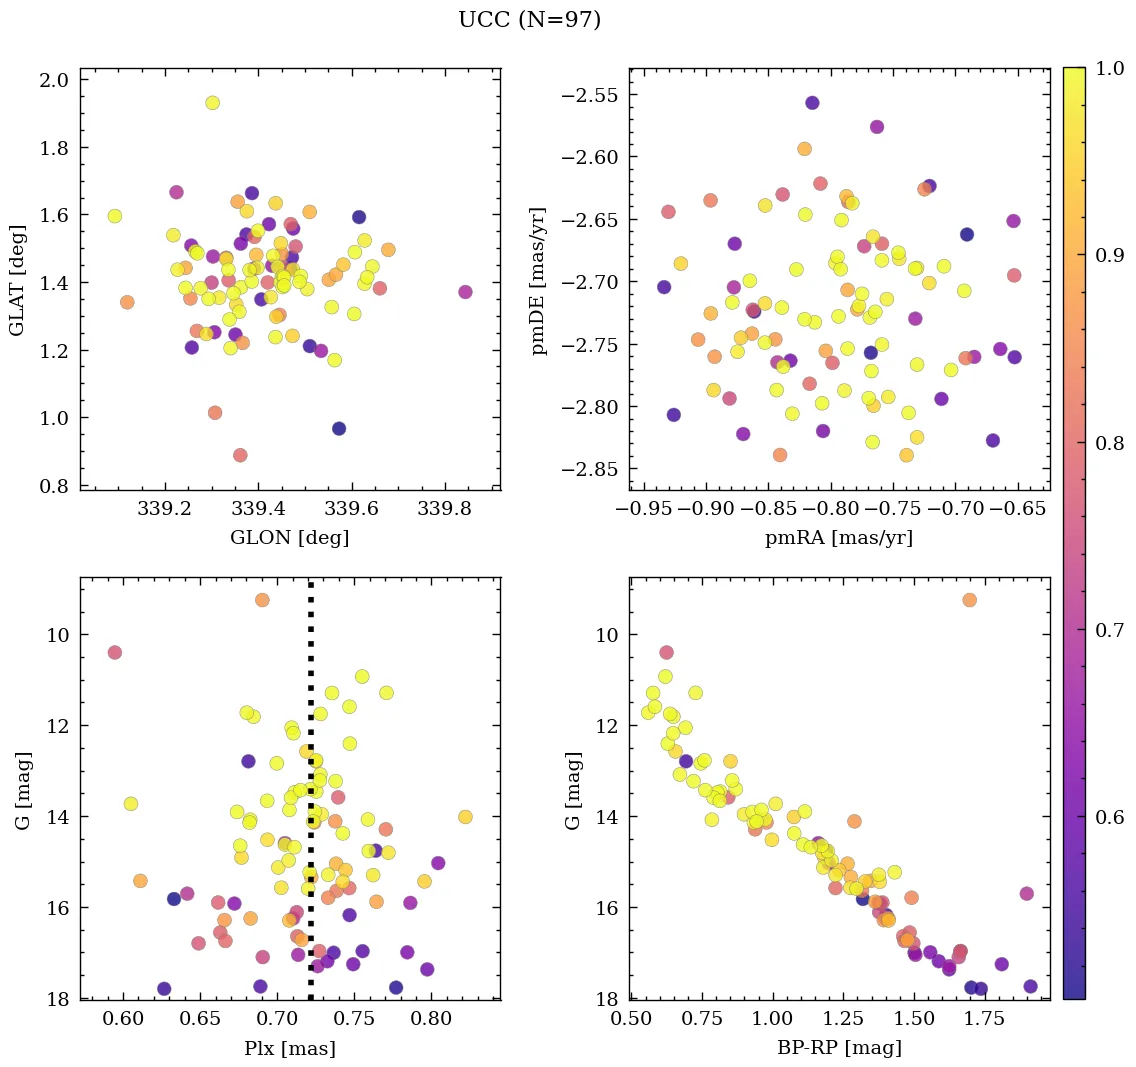 UCC (N=97)
2.0
1.8
1.6
1.4
1.2
1.0
0.8
GLAT [deg]
339.2 339.4 339.6 339.8
GLON [deg]
−2.55
−2.60
−2.65
−2.70
−2.75
−2.80
−2.85
pmDE [mas/yr]
−0.95 −0.90 −0.85 −0.80 −0.75 −0.70 −0.65
pmRA [mas/yr]
1.0
0.9
0.8
0.7
0.6
10
12
14
16
18
G [mag]
0.60 0.65 0.70 0.75 0.80
Plx [mas]
10
12
14
16
18
G [mag]
0.50 0.75 1.00 1.25 1.50 1.75
BP-RP [mag]